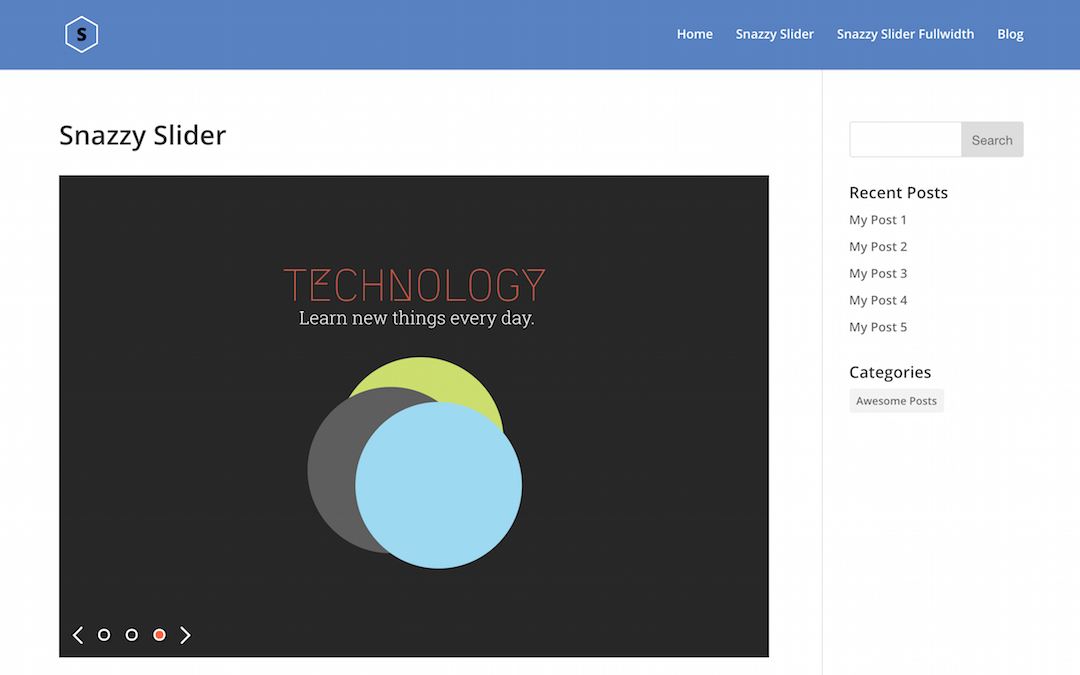 S
Home Snazzy Slider Snazzy Slider Fullwidth Blog
Snazzy Slider
TECHNOLOGY
Learn new things every day.
Search
Recent Posts
My Post 1
My Post 2
My Post 3
My Post 4
My Post 5
Categories
Awesome Posts